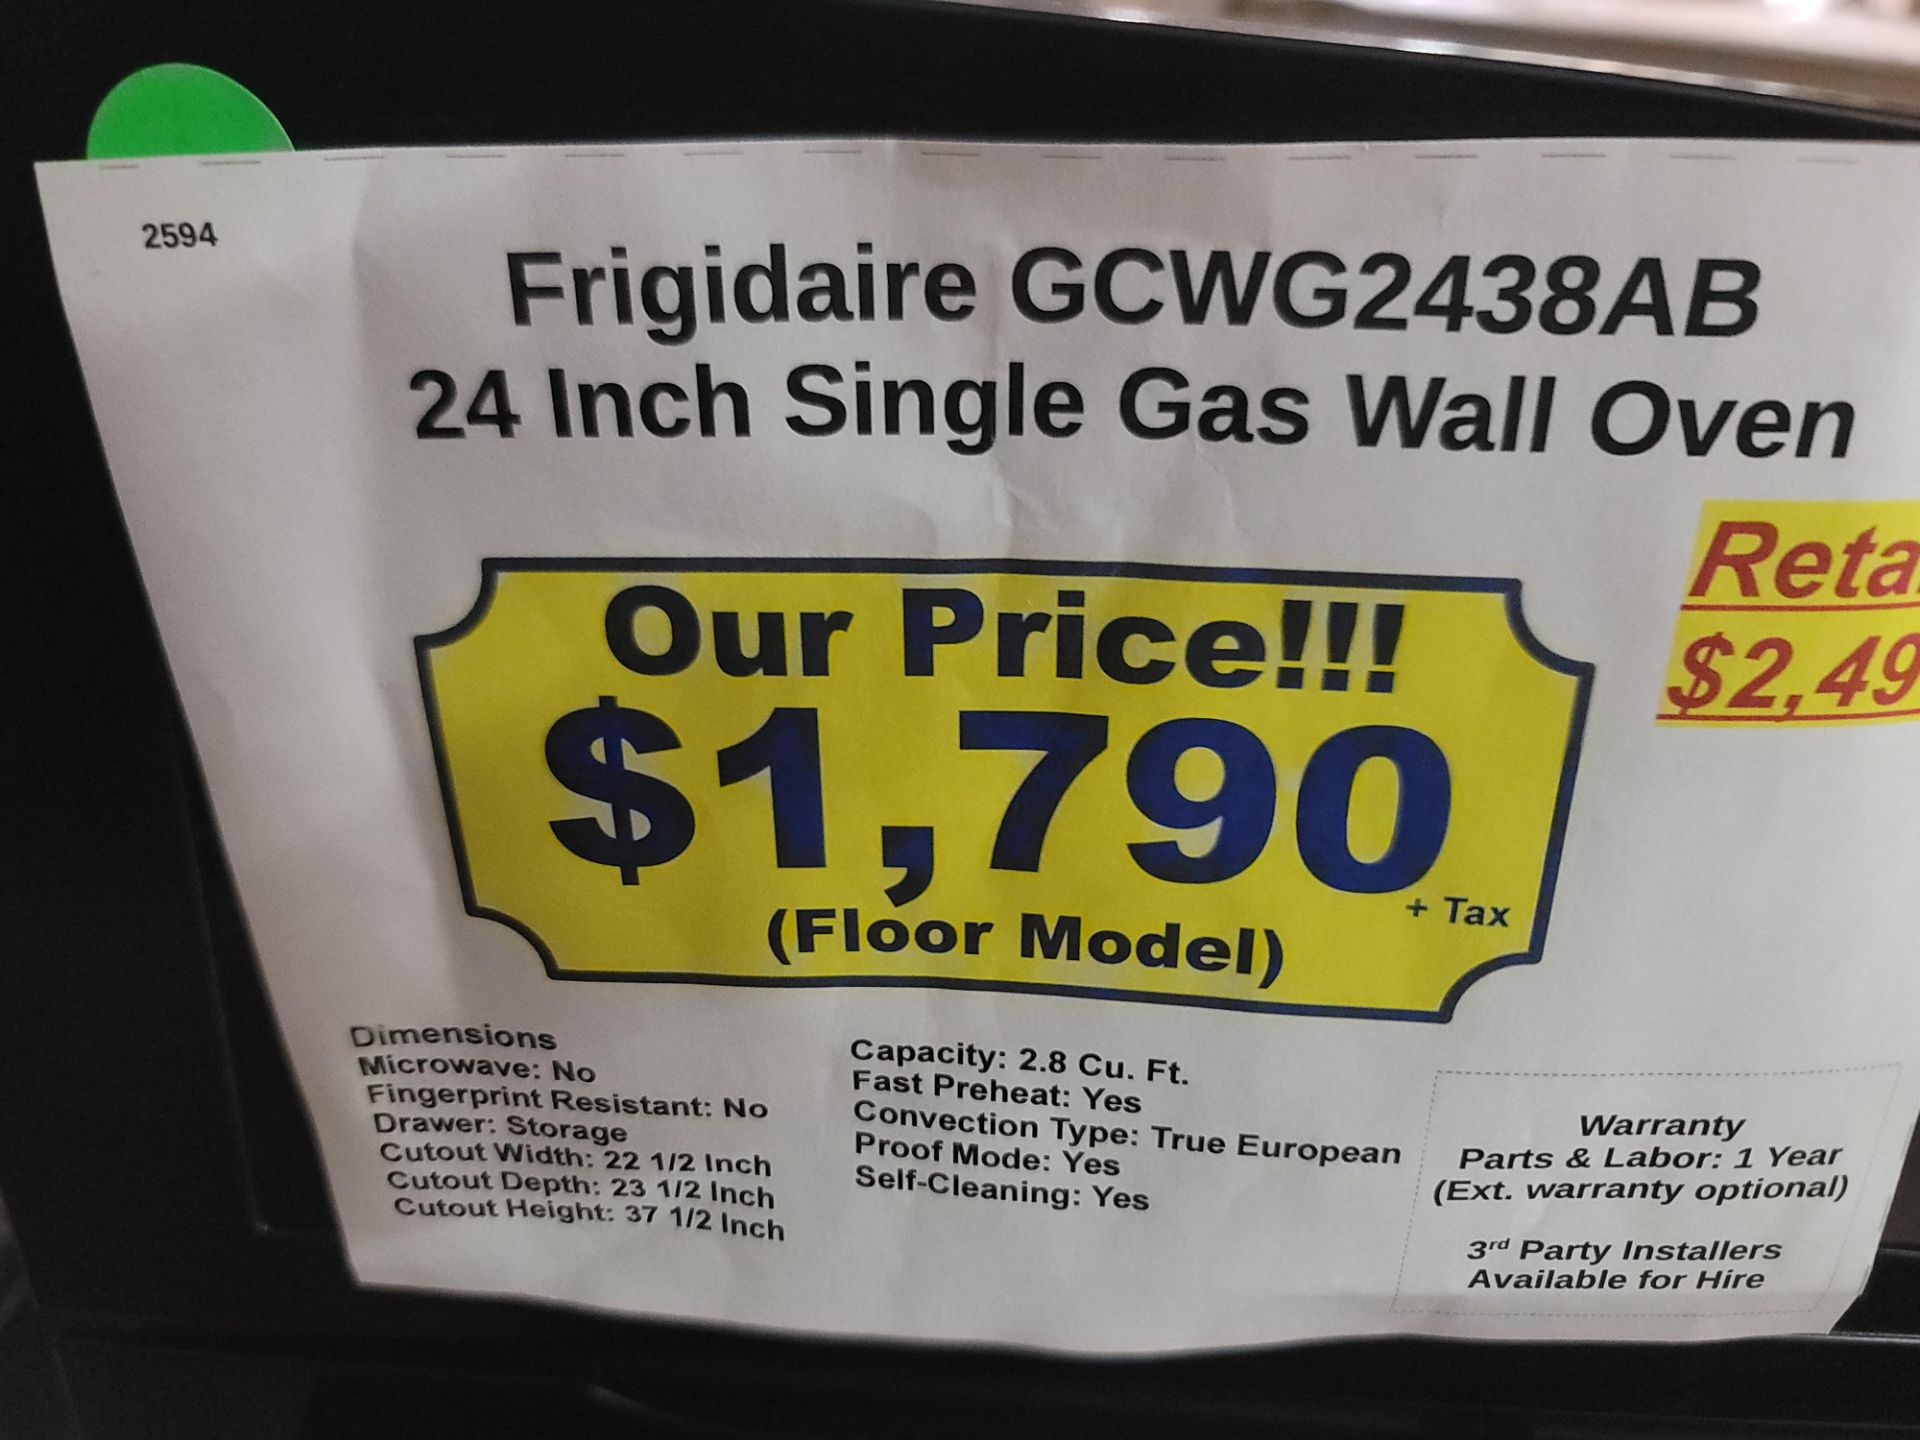 2594
Frigidaire GCWG2438AB
24 Inch Single Gas Wall Oven
Our Price!!!
$1,790
+ Tax
(Floor Model)
Dimensions
Microwave: No
Fingerprint Resistant: No
Drawer: Storage
Cutout Width: 22 1/2 Inch
Cutout Depth: 23 1/2 Inch
Cutout Height: 37 1/2 Inch
Capacity: 2.8 Cu. Ft.
Fast Preheat: Yes
Convection Type: True European
Proof Mode: Yes
Self-Cleaning: Yes
Warranty
Parts & Labor: 1 Year
(Ext. warranty optional)
3rd Party Installers
Available for Hire